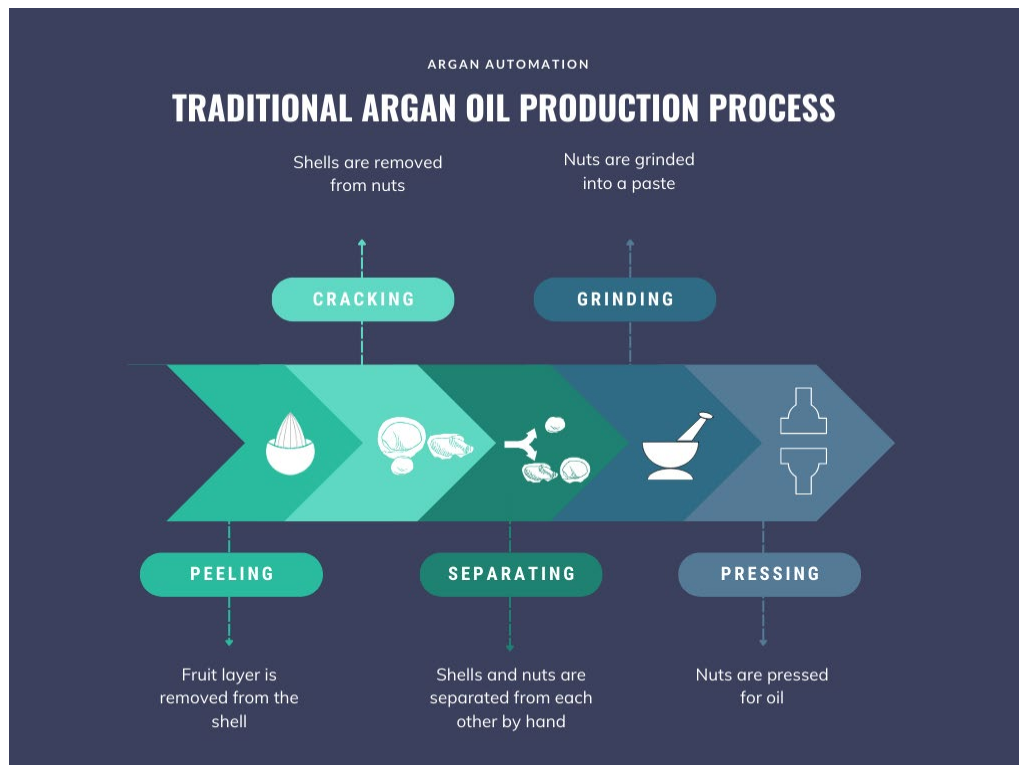 ARGAN AUTOMATION
TRADITIONAL ARGAN OIL PRODUCTION PROCESS
Shells are removed
from nuts
Nuts are grinded
into a paste
CRACKING
GRINDING
PEELING
SEPARATING
PRESSING
Fruit layer is
removed from the
shell
Shells and nuts are
separated from each
other by hand
Nuts are pressed
for oil